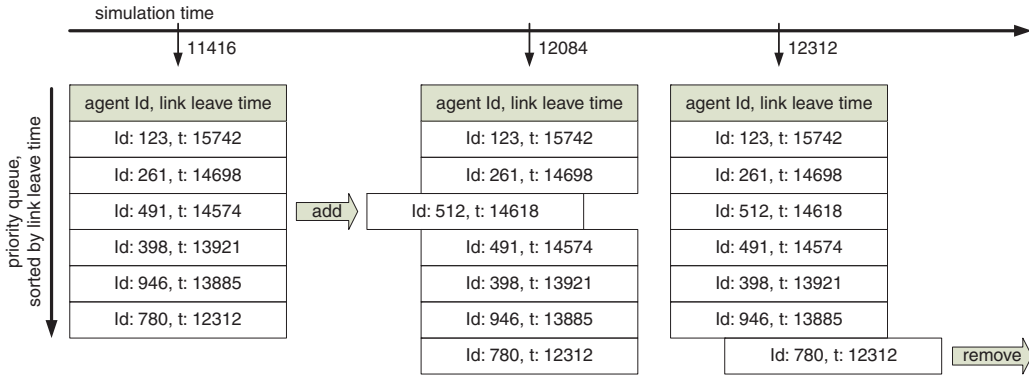 simulation time
11416
12084
12312
priority queue,
sorted by link leave time
agent Id, link leave time
Id: 123, t: 15742
Id: 261, t: 14698
Id: 491, t: 14574
Id: 398, t: 13921
Id: 946, t: 13885
Id: 780, t: 12312
add
agent Id, link leave time
Id: 123, t: 15742
Id: 261, t: 14698
Id: 512, t: 14618
Id: 491, t: 14574
Id: 398, t: 13921
Id: 946, t: 13885
Id: 780, t: 12312
agent Id, link leave time
Id: 123, t: 15742
Id: 261, t: 14698
Id: 512, t: 14618
Id: 491, t: 14574
Id: 398, t: 13921
Id: 946, t: 13885
Id: 780, t: 12312
remove